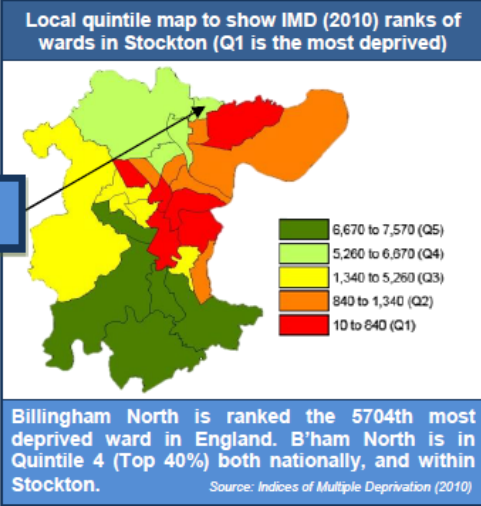 Local quintile map to show IMD (2010) ranks of
wards in Stockton (Q1 is the most deprived)
6,670 to 7,570 (Q5)
5,260 to 6,670 (Q4)
1,340 to 5,260 (Q3)
840 to 1,340 (Q2)
10 to 840 (Q1)
Billingham North is ranked the 5704th most
deprived ward in England. B'ham North is in
Quintile 4 (Top 40%) both nationally, and within
Stockton. Source: Indices of Multiple Deprivation (2010)